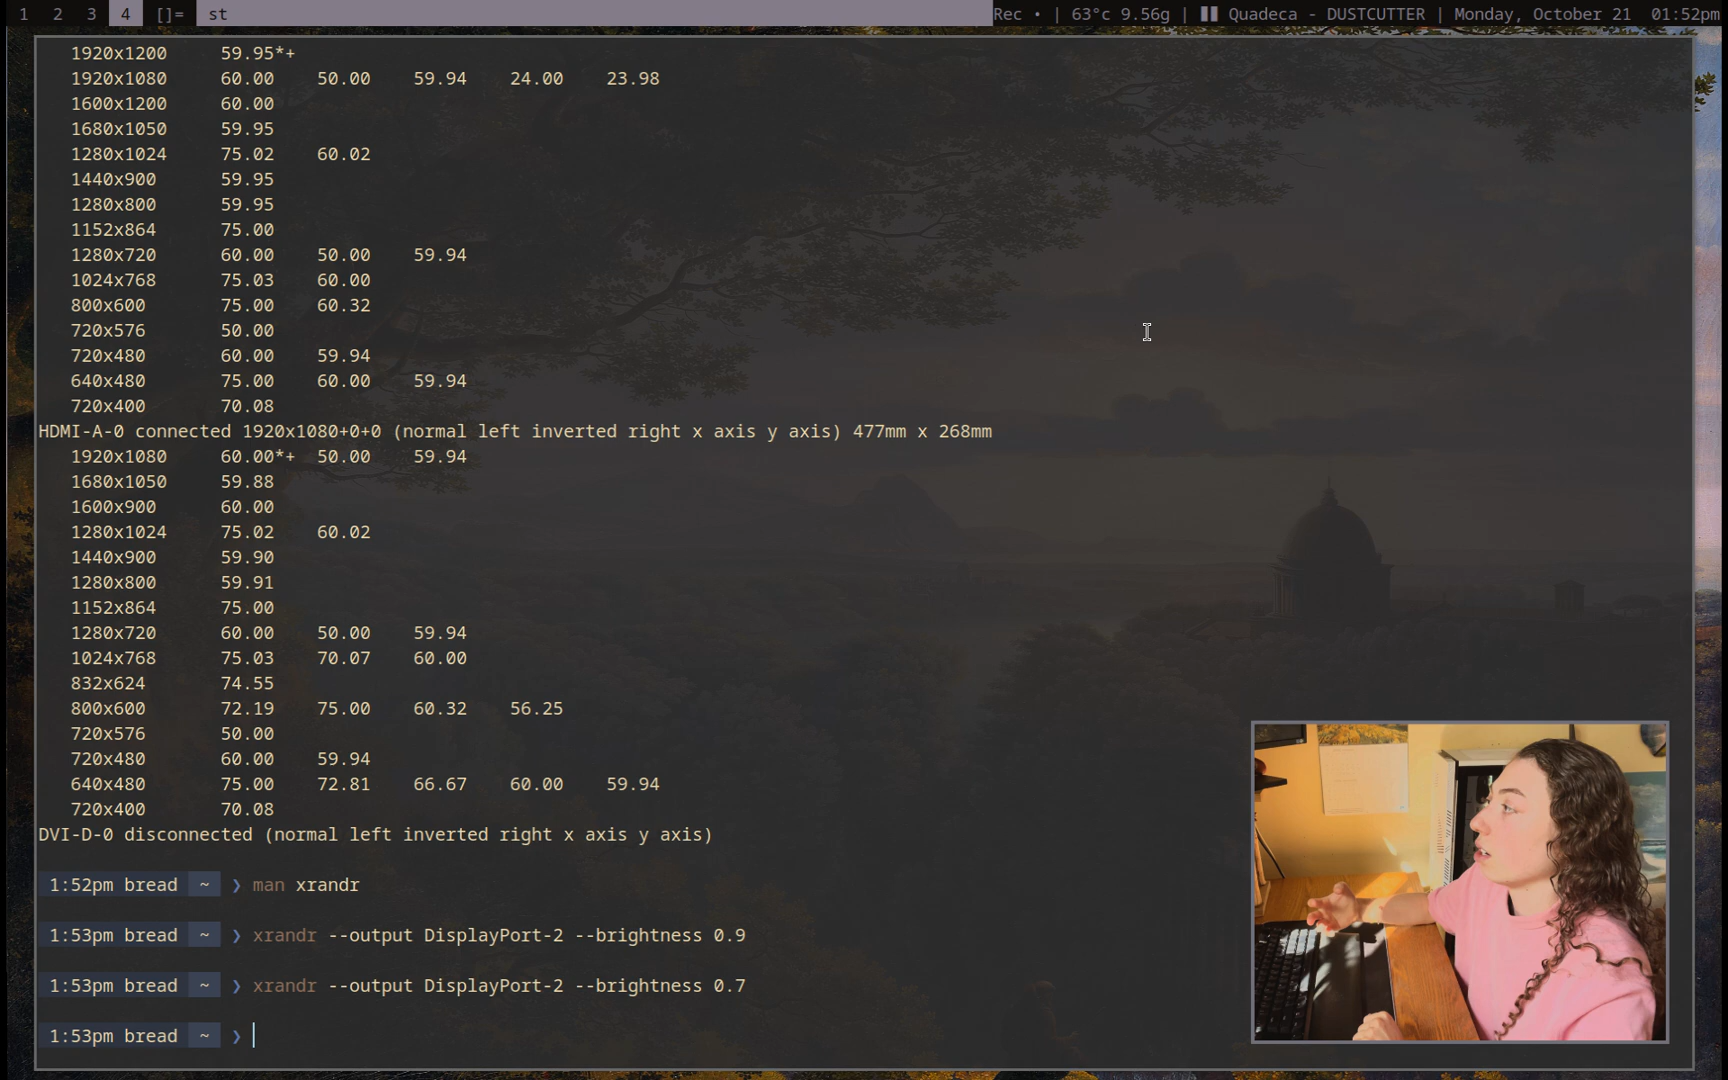 1 2 3 4 []= st Rec • | 63°c 9.56g | ▮▮ Quadeca - DUSTCUTTER | Monday, October 21 01:52pm
1920x1200 59.95*+
1920x1080 60.00 50.00 59.94 24.00 23.98
1600x1200 60.00
1680x1050 59.95
1280x1024 75.02 60.02
1440x900 59.95
1280x800 59.95
1152x864 75.00
1280x720 60.00 50.00 59.94
1024x768 75.03 60.00
800x600 75.00 60.32
720x576 50.00
720x480 60.00 59.94
640x480 75.00 60.00 59.94
720x400 70.08
HDMI-A-0 connected 1920x1080+0+0 (normal left inverted right x axis y axis) 477mm x 268mm
1920x1080 60.00*+ 50.00 59.94
1680x1050 59.88
1600x900 60.00
1280x1024 75.02 60.02
1440x900 59.90
1280x800 59.91
1152x864 75.00
1280x720 60.00 50.00 59.94
1024x768 75.03 70.07 60.00
832x624 74.55
800x600 72.19 75.00 60.32 56.25
720x576 50.00
720x480 60.00 59.94
640x480 75.00 72.81 66.67 60.00 59.94
720x400 70.08
DVI-D-0 disconnected (normal left inverted right x axis y axis)
1:52pm bread ~ ❯ man xrandr
1:53pm bread ~ ❯ xrandr --output DisplayPort-2 --brightness 0.9
1:53pm bread ~ ❯ xrandr --output DisplayPort-2 --brightness 0.7
1:53pm bread ~ ❯